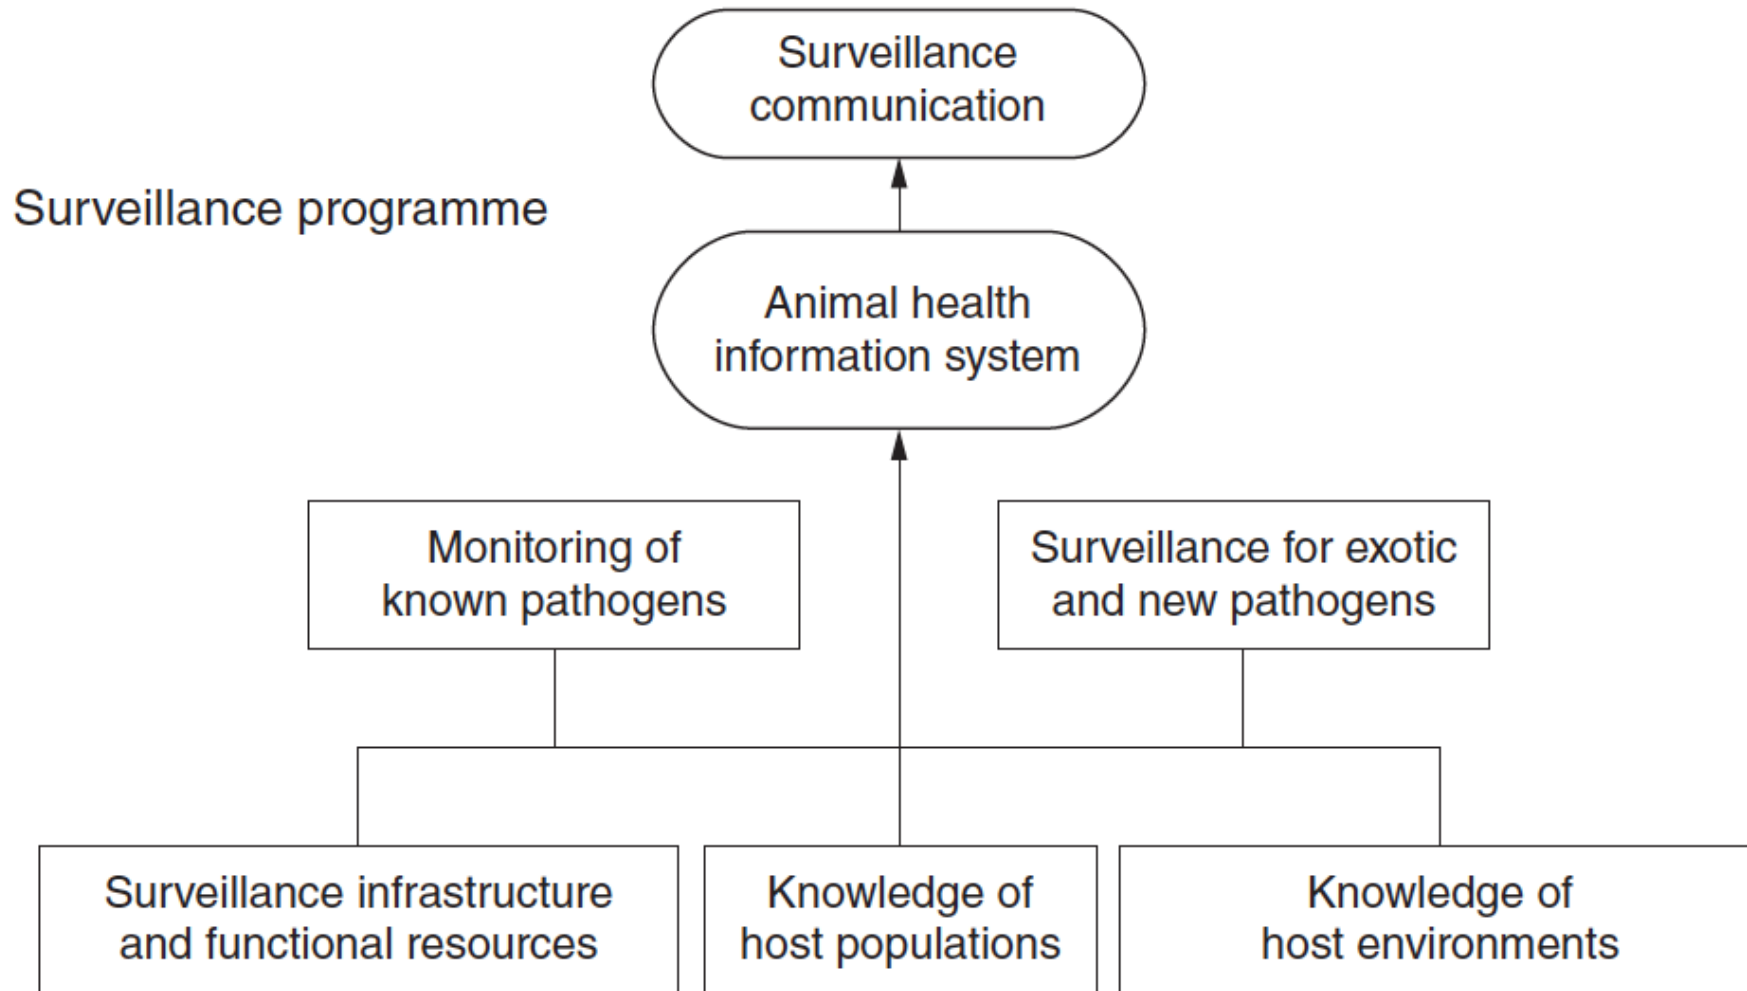 Surveillance
communication
Surveillance programme
Animal health
information system
Monitoring of
known pathogens
Surveillance for exotic
and new pathogens
Surveillance infrastructure
and functional resources
Knowledge of
host populations
Knowledge of
host environments